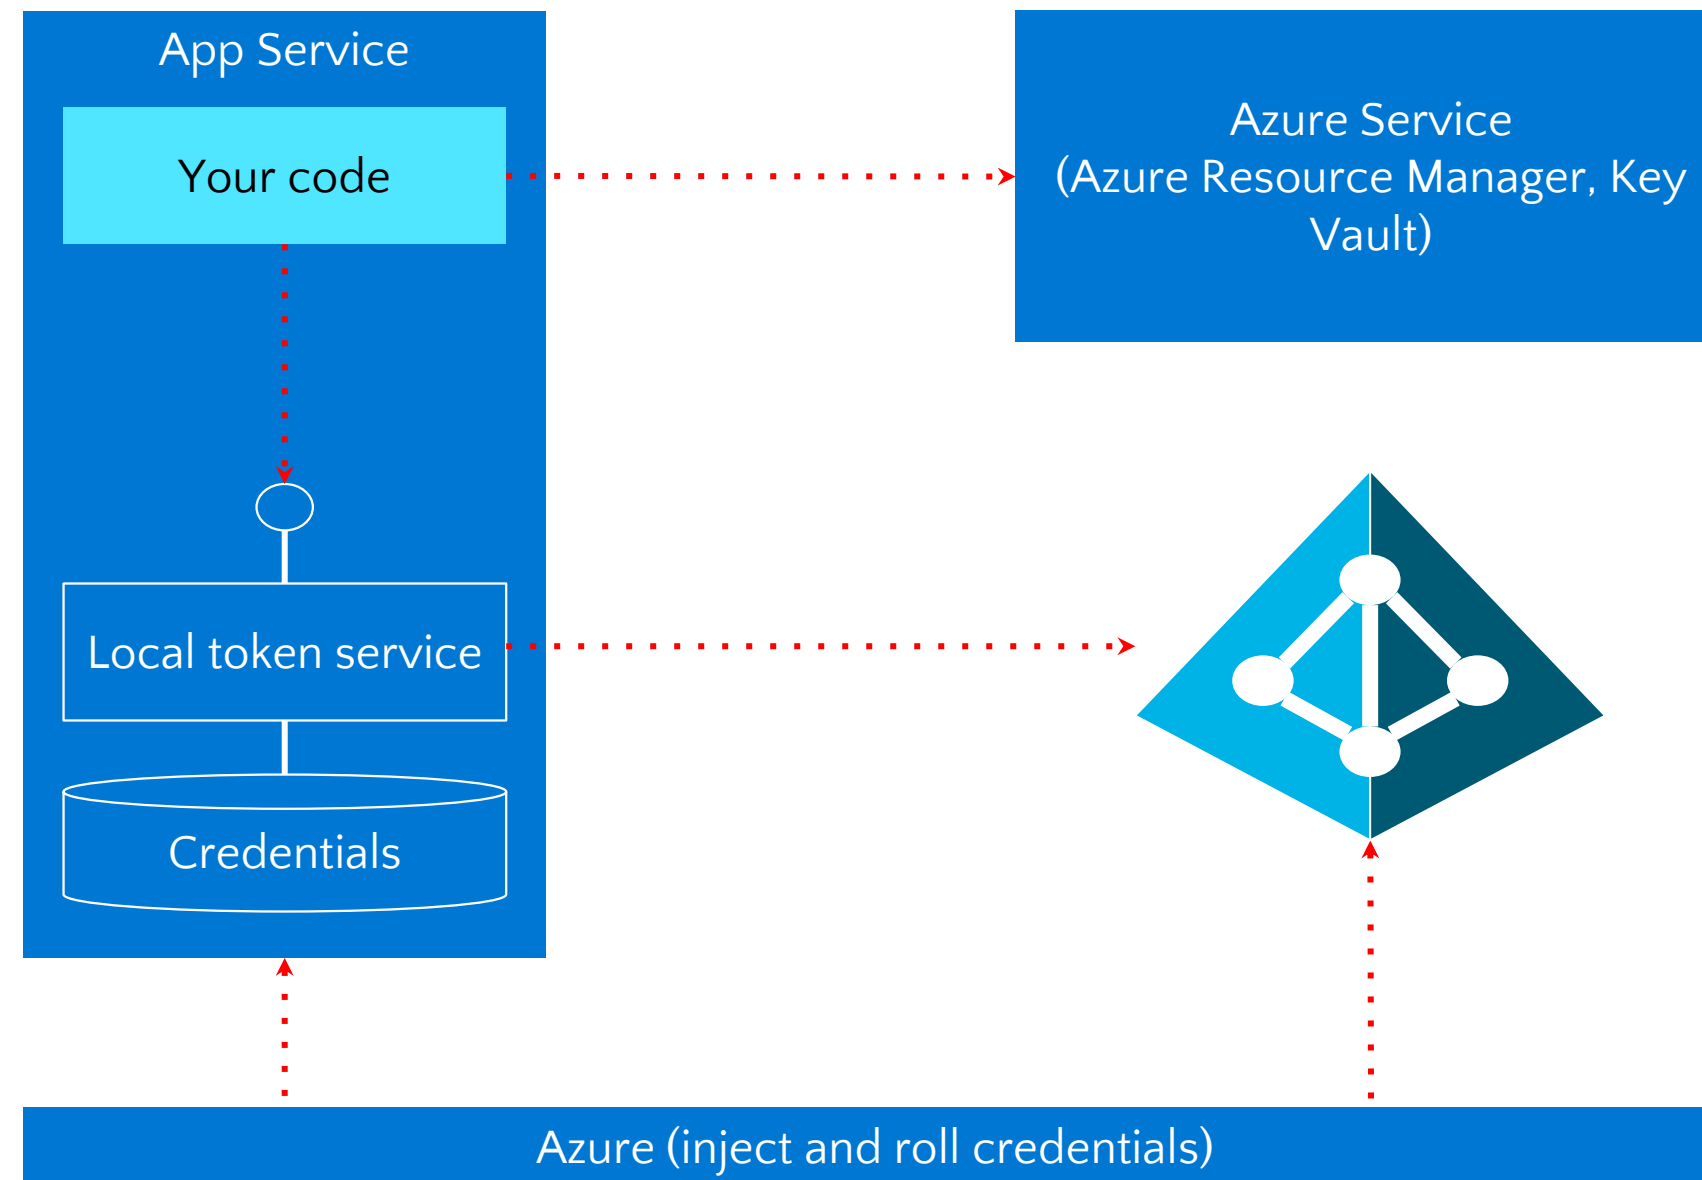 App Service
Your code
Azure Service
(Azure Resource Manager, Key
Vault)
Local token service
Credentials
Azure (inject and roll credentials)